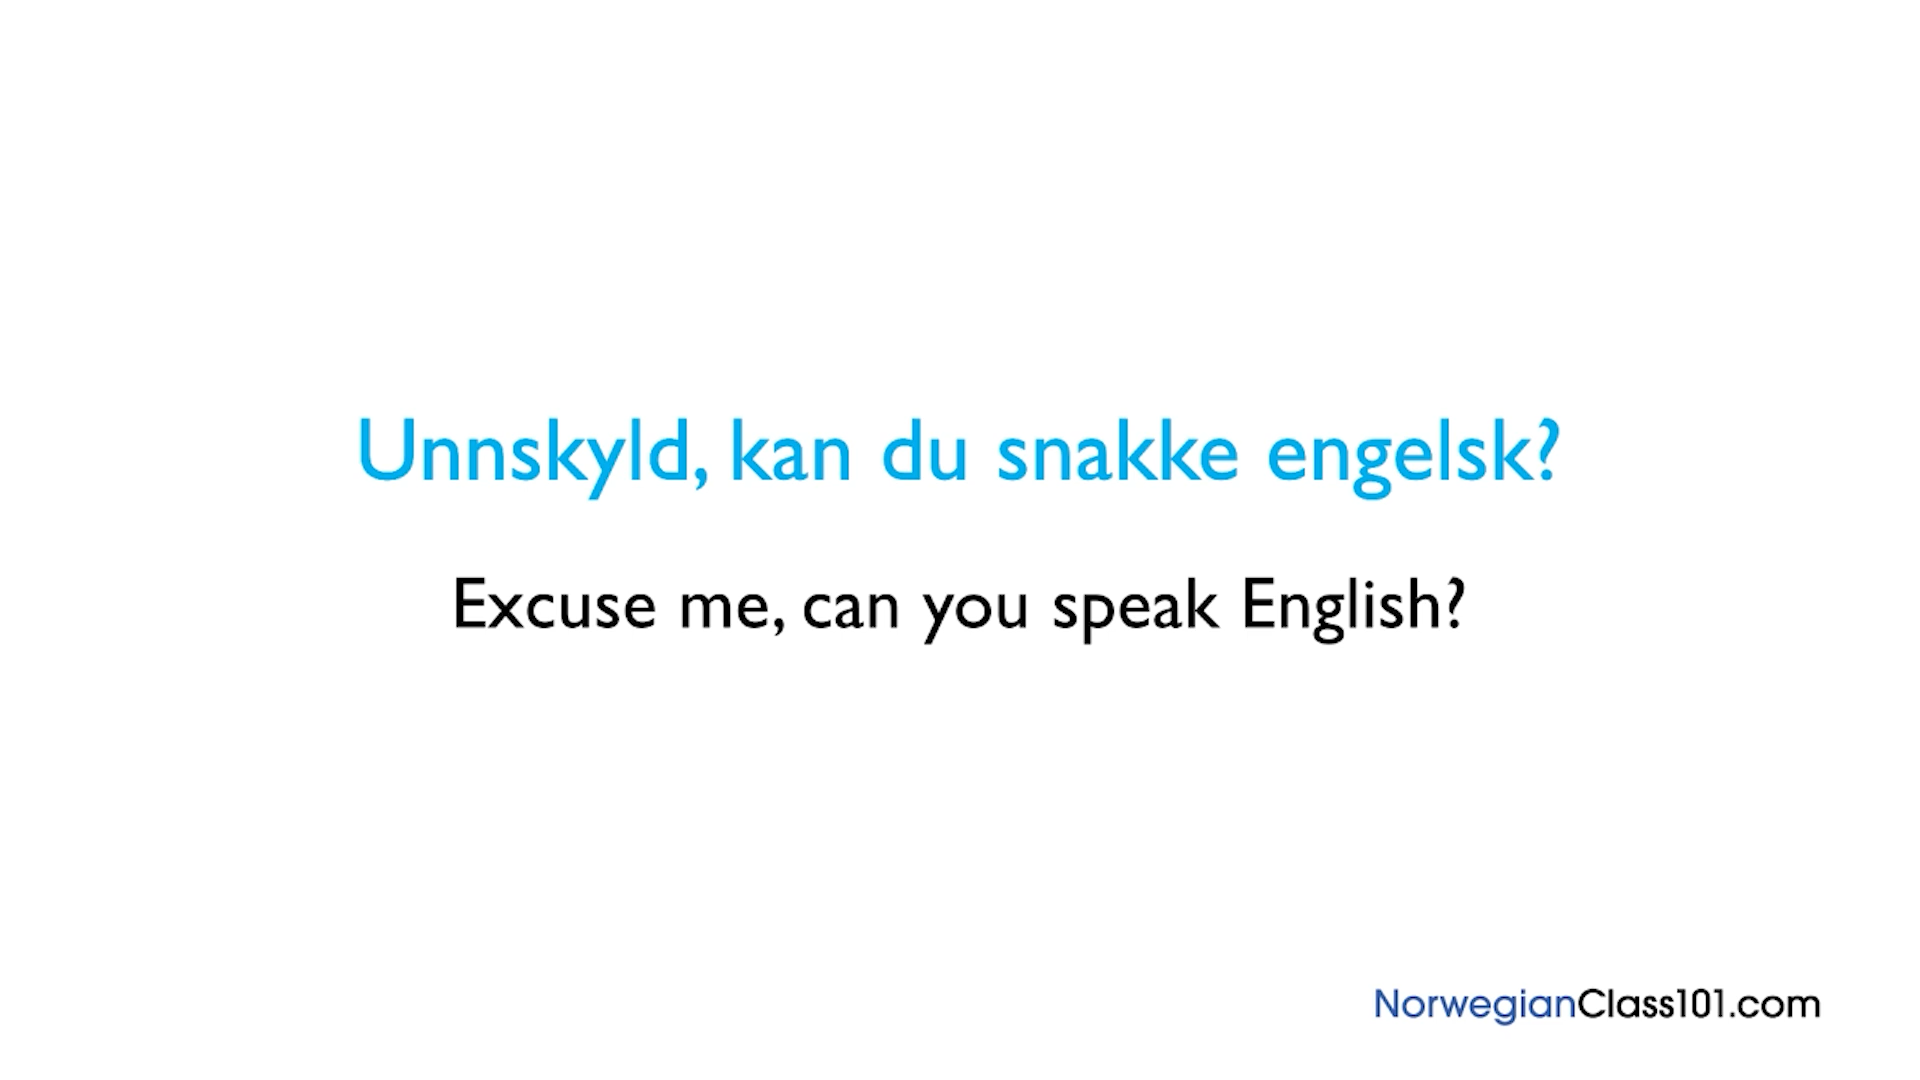 Unnskyld, kan du snakke engelsk?
Excuse me, can you speak English?
NorwegianClass101.com